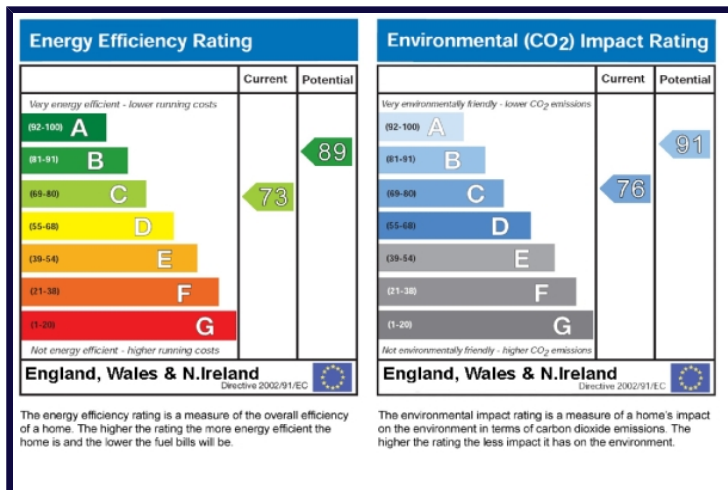 Energy Efficiency Rating
Current Potential
Very energy efficient - lower running costs
(92-100) A
(81-91) B
89
(69-80) C
73
(55-68) D
(39-54) E
(21-38) F
(1-20) G
Not energy efficient - higher running costs
England, Wales & N.Ireland
Directive 2002/91/EC
The energy efficiency rating is a measure of the overall efficiency
of a home. The higher the rating the more energy efficient the
home is and the lower the fuel bills will be.
Environmental (CO2) Impact Rating
Current Potential
Very environmentally friendly - lower CO2 emissions
(92-100) A
91
(81-91) B
(69-80) C
76
(55-68) D
(39-54) E
(21-38) F
(1-20) G
Not environmentally friendly - higher CO2 emissions
England, Wales & N.Ireland
Directive 2002/91/EC
The environmental impact rating is a measure of a home's impact
on the environment in terms of carbon dioxide emissions. The
higher the rating the less impact it has on the environment.